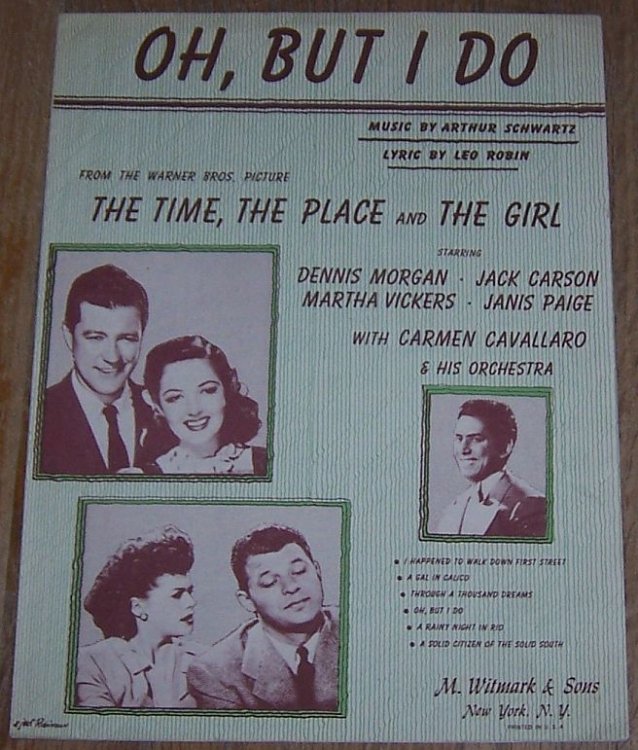 OH, BUT I DO
MUSIC BY ARTHUR SCHWARTZ
LYRIC BY LEO ROBIN
FROM THE WARNER BROS. PICTURE
THE TIME, THE PLACE AND THE GIRL
STARRING
DENNIS MORGAN · JACK CARSON
MARTHA VICKERS · JANIS PAIGE
WITH CARMEN CAVALLARO
& HIS ORCHESTRA
• I HAPPENED TO WALK DOWN FIRST STREET
• A GAL IN CALICO
• THROUGH A THOUSAND DREAMS
• OH, BUT I DO
• A RAINY NIGHT IN RIO
• A SOLID CITIZEN OF THE SOLID SOUTH
M. Witmark & Sons
New York, N. Y.
PRINTED IN U. S. A.